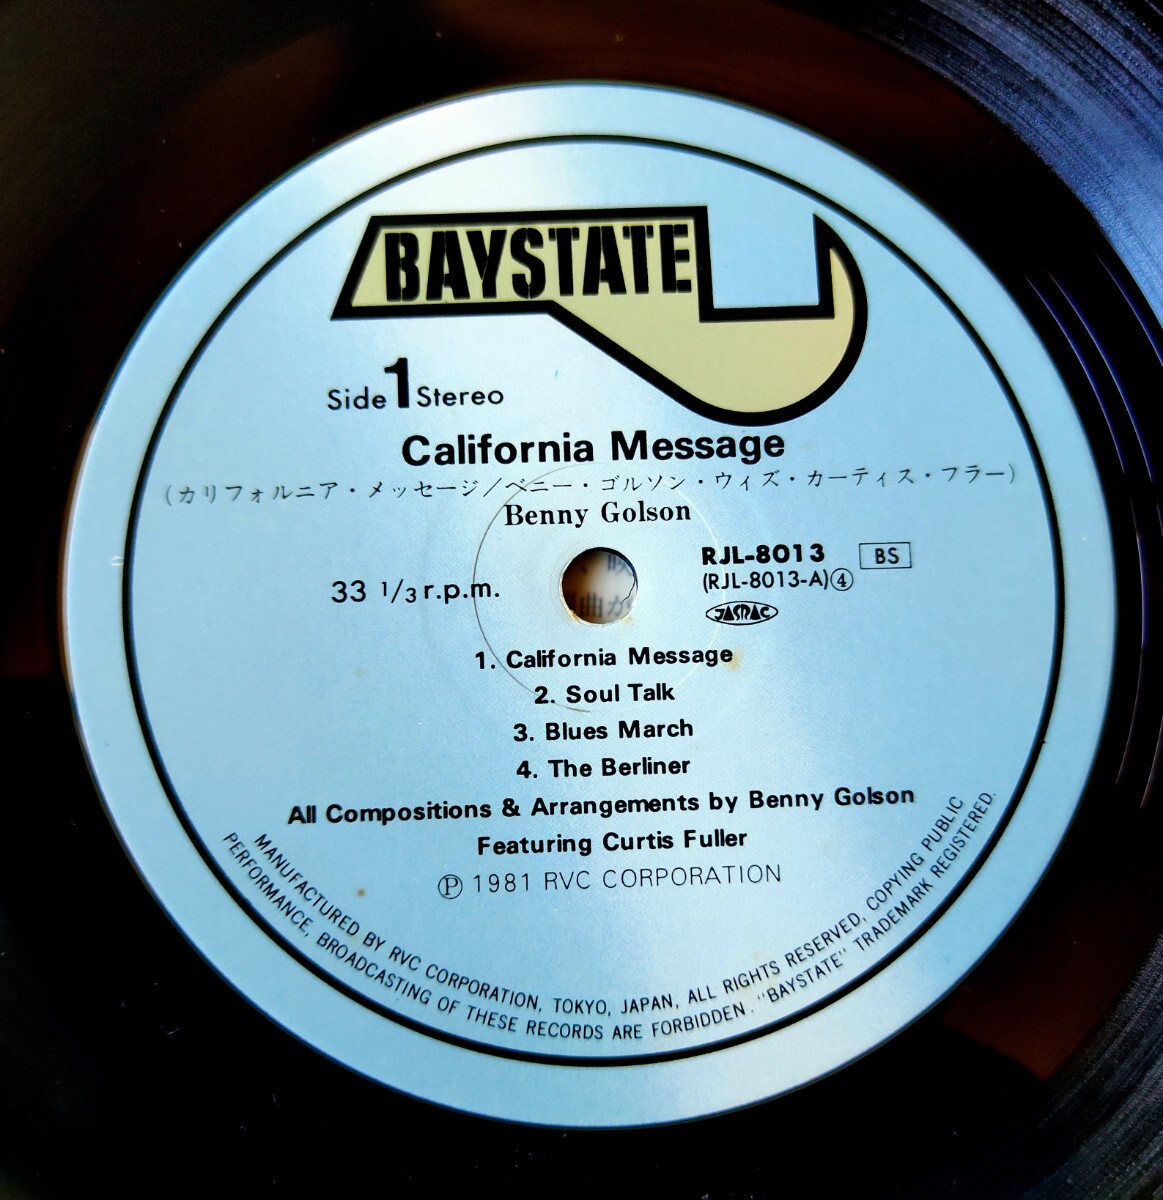 BAYSTATE
Side 1 Stereo
California Message
(カリフォルニア・メッセージ/ベニー・ゴルソン・ウィズ・カーティス・フラー)
Benny Golson
33 1/3 r.p.m.
RJL-8013 BS
(RJL-8013-A)④
JASRAC
1. California Message
2. Soul Talk
3. Blues March
4. The Berliner
All Compositions & Arrangements by Benny Golson
Featuring Curtis Fuller
Ⓟ 1981 RVC CORPORATION
MANUFACTURED BY RVC CORPORATION, TOKYO, JAPAN, ALL RIGHTS RESERVED, COPYING PUBLIC
PERFORMANCE, BROADCASTING OF THESE RECORDS ARE FORBIDDEN. "BAYSTATE" TRADEMARK REGISTERED.